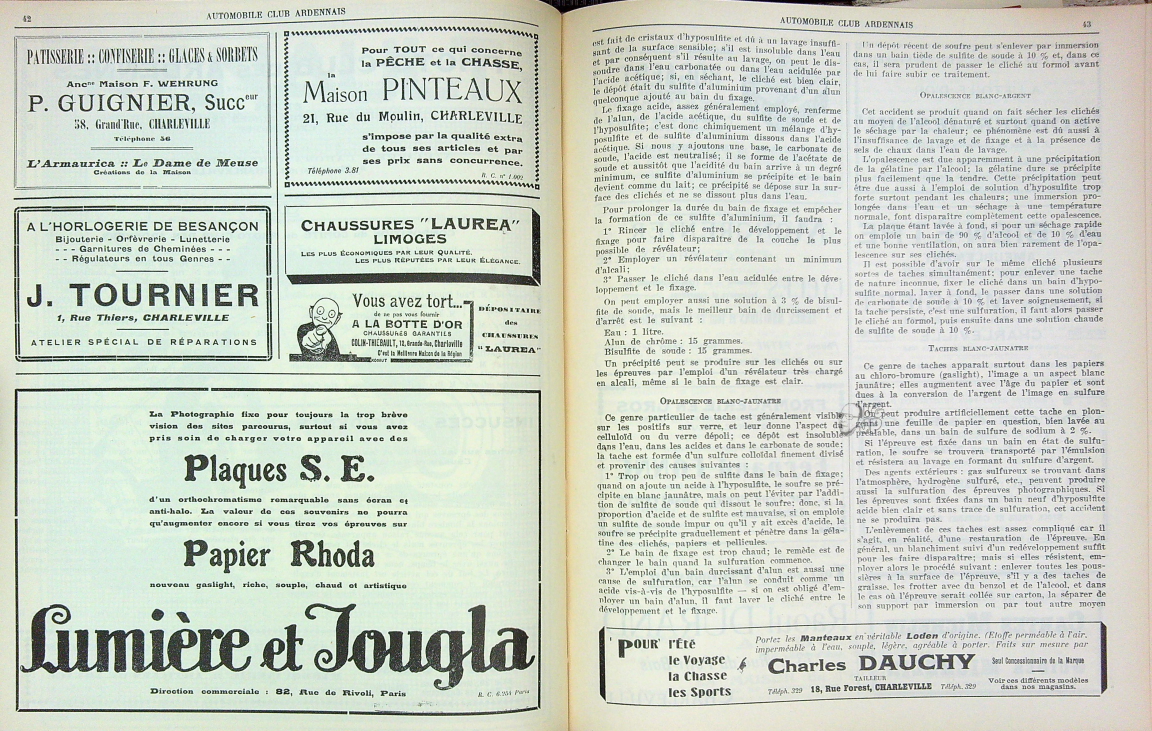 42
AUTOMOBILE CLUB ARDENNAIS
PATISSERIE :: CONFISERIE :: GLACES & SORBETS
Ancne Maison F. WEHRUNG
P. GUIGNIER, Succeur
38, Grand'Rue, CHARLEVILLE
Téléphone 56
L'Armaurica :: Le Dame de Meuse
Créations de la Maison
Pour TOUT ce qui concerne
la PÊCHE et la CHASSE,
la
Maison PINTEAUX
21, Rue du Moulin, CHARLEVILLE
s'impose par la qualité extra
de tous ses articles et par
ses prix sans concurrence.
Téléphone 3.81
R. C. n° 1.002
A L'HORLOGERIE DE BESANÇON
Bijouterie - Orfèvrerie - Lunetterie
- - - Garnitures de Cheminées - - -
- - Régulateurs en tous Genres - -
J. TOURNIER
1, Rue Thiers, CHARLEVILLE
ATELIER SPÉCIAL DE RÉPARATIONS
CHAUSSURES "LAUREA"
LIMOGES
LES PLUS ÉCONOMIQUES PAR LEUR QUALITÉ.
LES PLUS RÉPUTÉES PAR LEUR ÉLÉGANCE.
Vous avez tort...
de ne pas vous fournir
A LA BOTTE D'OR
CHAUSSURES GARANTIES
COLIN-THIÉBAULT, 12, Grande-Rue, Charleville
C'est la Meilleure Maison de la Région
DÉPOSITAIRE
des
CHAUSSURES
"LAUREA"
La Photographie fixe pour toujours la trop brève
vision des sites parcourus, surtout si vous avez
pris soin de charger votre appareil avec des
Plaques S. E.
d'un orthochromatisme remarquable sans écran et
anti-halo. La valeur de ces souvenirs ne pourra
qu'augmenter encore si vous tirez vos épreuves sur
Papier Rhoda
nouveau gaslight, riche, souple, chaud et artistique
Lumière et Jougla
Direction commerciale : 82, Rue de Rivoli, Paris
R. C. 6.254 Paris
AUTOMOBILE CLUB ARDENNAIS
43
est fait de cristaux d'hyposulfite et dû à un lavage insuffi-
sant de la surface sensible; s'il est insoluble dans l'eau
et par conséquent s'il résulte au lavage, on peut le dis-
soudre dans l'eau carbonatée ou dans l'eau acidulée par
l'acide acétique; si, en séchant, le cliché est bien clair,
le dépôt était du sulfite d'aluminium provenant d'un alun
quelconque ajouté au bain du fixage.
Le fixage acide, assez généralement employé, renferme
de l'alun, de l'acide acétique, du sulfite de soude et de
l'hyposulfite; c'est donc chimiquement un mélange d'hy-
posulfite et de sulfite d'aluminium dissous dans l'acide
acétique. Si nous y ajoutons une base, le carbonate de
soude, l'acide est neutralisé; il se forme de l'acétate de
soude et aussitôt que l'acidité du bain arrive à un degré
minimum, ce sulfite d'aluminium se précipite et le bain
devient comme du lait; ce précipité se dépose sur la sur-
face des clichés et ne se dissout plus dans l'eau.
Pour prolonger la durée du bain de fixage et empêcher
la formation de ce sulfite d'aluminium, il faudra :
1° Rincer le cliché entre le développement et le
fixage pour faire disparaître de la couche le plus
possible de révélateur;
2° Employer un révélateur contenant un minimum
d'alcali;
3° Passer le cliché dans l'eau acidulée entre le déve-
loppement et le fixage.
On peut employer aussi une solution à 3 % de bisul-
fite de soude, mais le meilleur bain de durcissement et
d'arrêt est le suivant :
Eau : 1 litre.
Alun de chrôme : 15 grammes.
Bisulfite de soude : 15 grammes.
Un précipité peut se produire sur les clichés ou sur
les épreuves par l'emploi d'un révélateur très chargé
en alcali, même si le bain de fixage est clair.
OPALESCENCE BLANC-JAUNATRE
Ce genre particulier de tache est généralement visible
sur les positifs sur verre, et leur donne l'aspect du
celluloïd ou du verre dépoli; ce dépôt est insoluble
dans l'eau, dans les acides et dans le carbonate de soude;
la tache est formée d'un sulfure colloïdal finement divisé
et provenir des causes suivantes :
1° Trop ou trop peu de sulfite dans le bain de fixage;
quand on ajoute un acide à l'hyposulfite, le soufre se pré-
cipite en blanc jaunâtre, mais on peut l'éviter par l'addi-
tion de sulfite de soude qui dissout le soufre; donc, si la
proportion d'acide et de sulfite est mauvaise, si on emploie
un sulfite de soude impur ou qu'il y ait excès d'acide, le
soufre se précipite graduellement et pénètre dans la géla-
tine des clichés, papiers et pellicules.
2° Le bain de fixage est trop chaud; le remède est de
changer le bain quand la sulfuration commence.
3° L'emploi d'un bain durcissant d'alun est aussi une
cause de sulfuration, car l'alun se conduit comme un
acide vis-à-vis de l'hyposulfite — si on est obligé d'em-
ployer un bain d'alun, il faut laver le cliché entre le
développement et le fixage.
Un dépôt récent de soufre peut s'enlever par immersion
dans un bain tiède de sulfite de soude à 10 % et, dans ce
cas, il sera prudent de passer le cliché au formol avant
de lui faire subir ce traitement.
OPALESCENCE BLANC-ARGENT
Cet accident se produit quand on fait sécher les clichés
au moyen de l'alcool dénaturé et surtout quand on active
le séchage par la chaleur; ce phénomène est dû aussi à
l'insuffisance de lavage et de fixage et à la présence de
sels de chaux dans l'eau de lavage.
L'opalescence est due apparemment à une précipitation
de la gélatine par l'alcool; la gélatine dure se précipite
plus facilement que la tendre. Cette précipitation peut
être due aussi à l'emploi de solution d'hyposulfite trop
forte surtout pendant les chaleurs; une immersion pro-
longée dans l'eau et un séchage à une température
normale, font disparaître complètement cette opalescence.
La plaque étant lavée à fond, si pour un séchage rapide
on emploie un bain de 90 % d'alcool et de 10 % d'eau
et une bonne ventilation, on aura bien rarement de l'opa-
lescence sur ses clichés.
Il est possible d'avoir sur le même cliché plusieurs
sortes de taches simultanément; pour enlever une tache
de nature inconnue, fixer le cliché dans un bain d'hypo-
sulfite normal, laver à fond, le passer dans une solution
de carbonate de soude à 10 % et laver soigneusement, si
la tache persiste, c'est une sulfuration, il faut alors passer
le cliché au formol, puis ensuite dans une solution chaude
de sulfite de soude à 10 %.
TACHES BLANC-JAUNATRE
Ce genre de taches apparait surtout dans les papiers
au chloro-bromure (gaslight), l'image a un aspect blanc
jaunâtre; elles augmentent avec l'âge du papier et sont
dues à la conversion de l'argent de l'image en sulfure
d'argent.
On peut produire artificiellement cette tache en plon-
une feuille de papier en question, bien lavée au
préalable, dans un bain de sulfure de sodium à 2 %.
Si l'épreuve est fixée dans un bain en état de sulfu-
ration, le soufre se trouvera transporté par l'émulsion
et résistera au lavage en formant du sulfure d'argent.
Des agents extérieurs : gaz sulfureux se trouvant dans
l'atmosphère, hydrogène sulfuré, etc., peuvent produire
aussi la sulfuration des épreuves photographiques. Si
les épreuves sont fixées dans un bain neuf d'hyposulfite
acide bien clair et sans trace de sulfuration, cet accident
ne se produira pas.
L'enlèvement de ces taches est assez compliqué car il
s'agit, en réalité, d'une restauration de l'épreuve. En
général, un blanchiment suivi d'un redéveloppement suffit
pour les faire disparaître; mais si elles résistent, em-
ployer alors le procédé suivant : enlever toutes les pous-
sières à la surface de l'épreuve, s'il y a des taches de
graisse, les frotter avec du benzol et de l'alcool, et dans
le cas où l'épreuve serait collée sur carton, la séparer de
son support par immersion ou par tout autre moyen
POUR l'Été
le Voyage
la Chasse
les Sports
Portez les Manteaux en véritable Loden d'origine. (Etoffe perméable à l'air,
imperméable à l'eau, souple, légère, agréable à porter. Faits sur mesure par
Charles DAUCHY
TAILLEUR
Téléph. 329 18, Rue Forest, CHARLEVILLE Téléph. 329
Seul Concessionnaire de la Marque
Voir ces différents modèles
dans nos magasins.